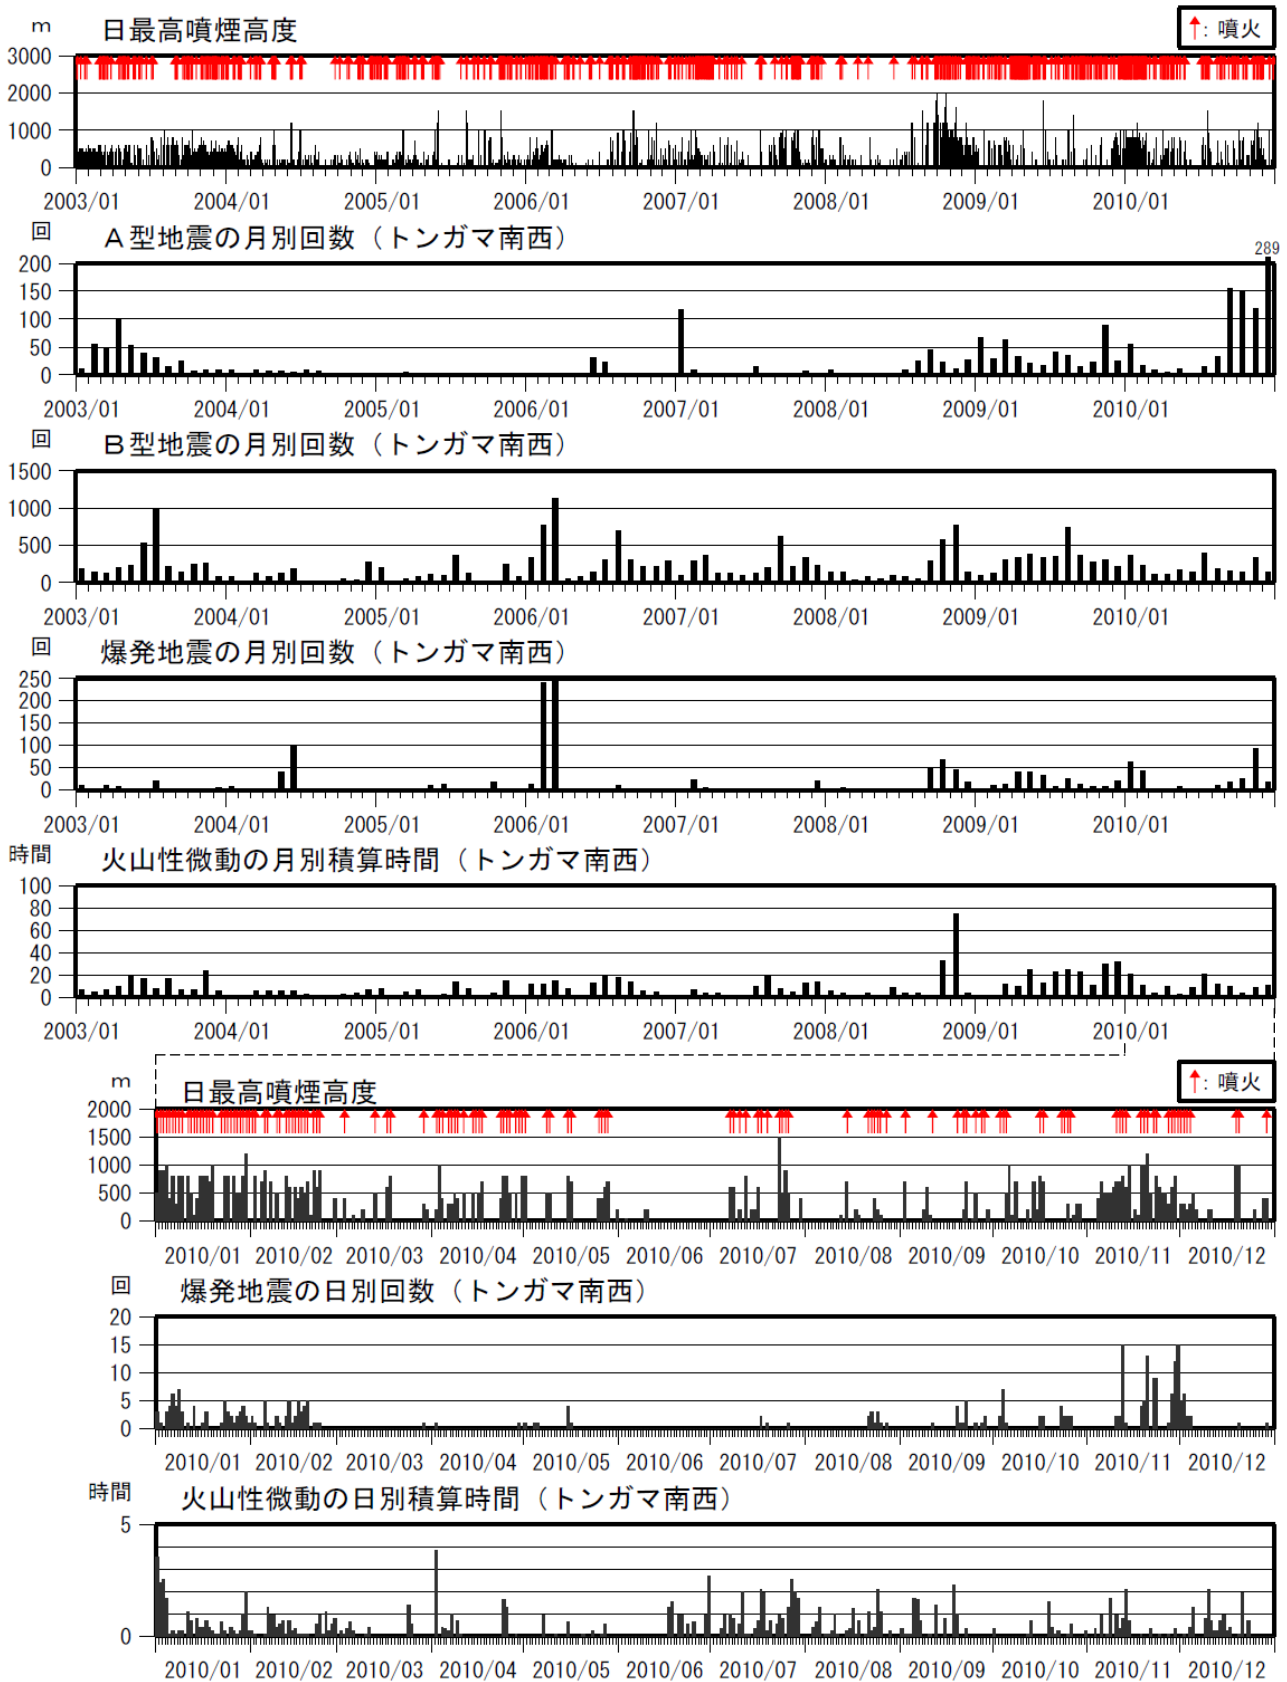 m 日最高噴煙高度 ↑: 噴火
3000
2000
1000
0
2003/01 2004/01 2005/01 2006/01 2007/01 2008/01 2009/01 2010/01
回 A型地震の月別回数（トンガマ南西） 289
200
150
100
50
0
2003/01 2004/01 2005/01 2006/01 2007/01 2008/01 2009/01 2010/01
回 B型地震の月別回数（トンガマ南西）
1500
1000
500
0
2003/01 2004/01 2005/01 2006/01 2007/01 2008/01 2009/01 2010/01
回 爆発地震の月別回数（トンガマ南西）
250
200
150
100
50
0
2003/01 2004/01 2005/01 2006/01 2007/01 2008/01 2009/01 2010/01
時間 火山性微動の月別積算時間（トンガマ南西）
100
80
60
40
20
0
2003/01 2004/01 2005/01 2006/01 2007/01 2008/01 2009/01 2010/01
m 日最高噴煙高度 ↑: 噴火
2000
1500
1000
500
0
2010/01 2010/02 2010/03 2010/04 2010/05 2010/06 2010/07 2010/08 2010/09 2010/10 2010/11 2010/12
回 爆発地震の日別回数（トンガマ南西）
20
15
10
5
0
2010/01 2010/02 2010/03 2010/04 2010/05 2010/06 2010/07 2010/08 2010/09 2010/10 2010/11 2010/12
時間 火山性微動の日別積算時間（トンガマ南西）
5
0
2010/01 2010/02 2010/03 2010/04 2010/05 2010/06 2010/07 2010/08 2010/09 2010/10 2010/11 2010/12